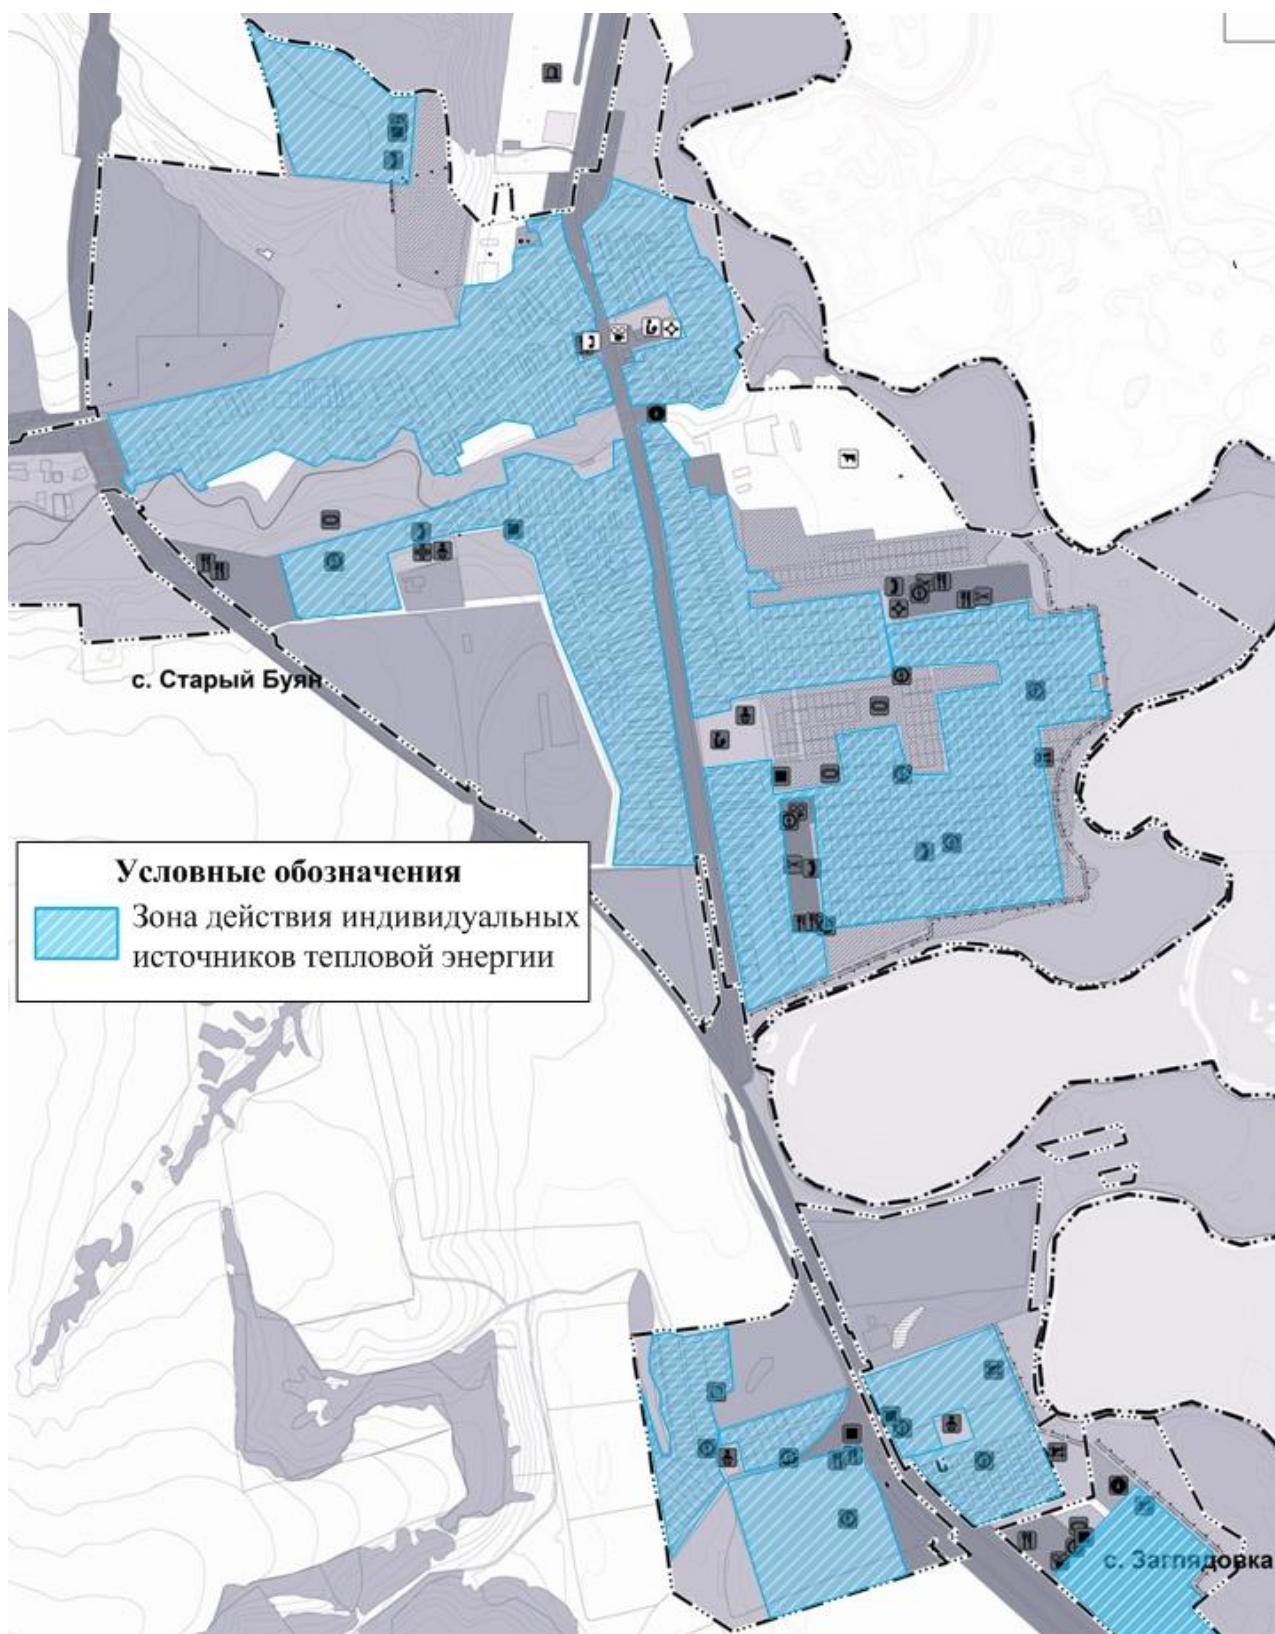 с. Старый Буян
Условные обозначения
Зона действия индивидуальных
источников тепловой энергии
с. Заглядовка